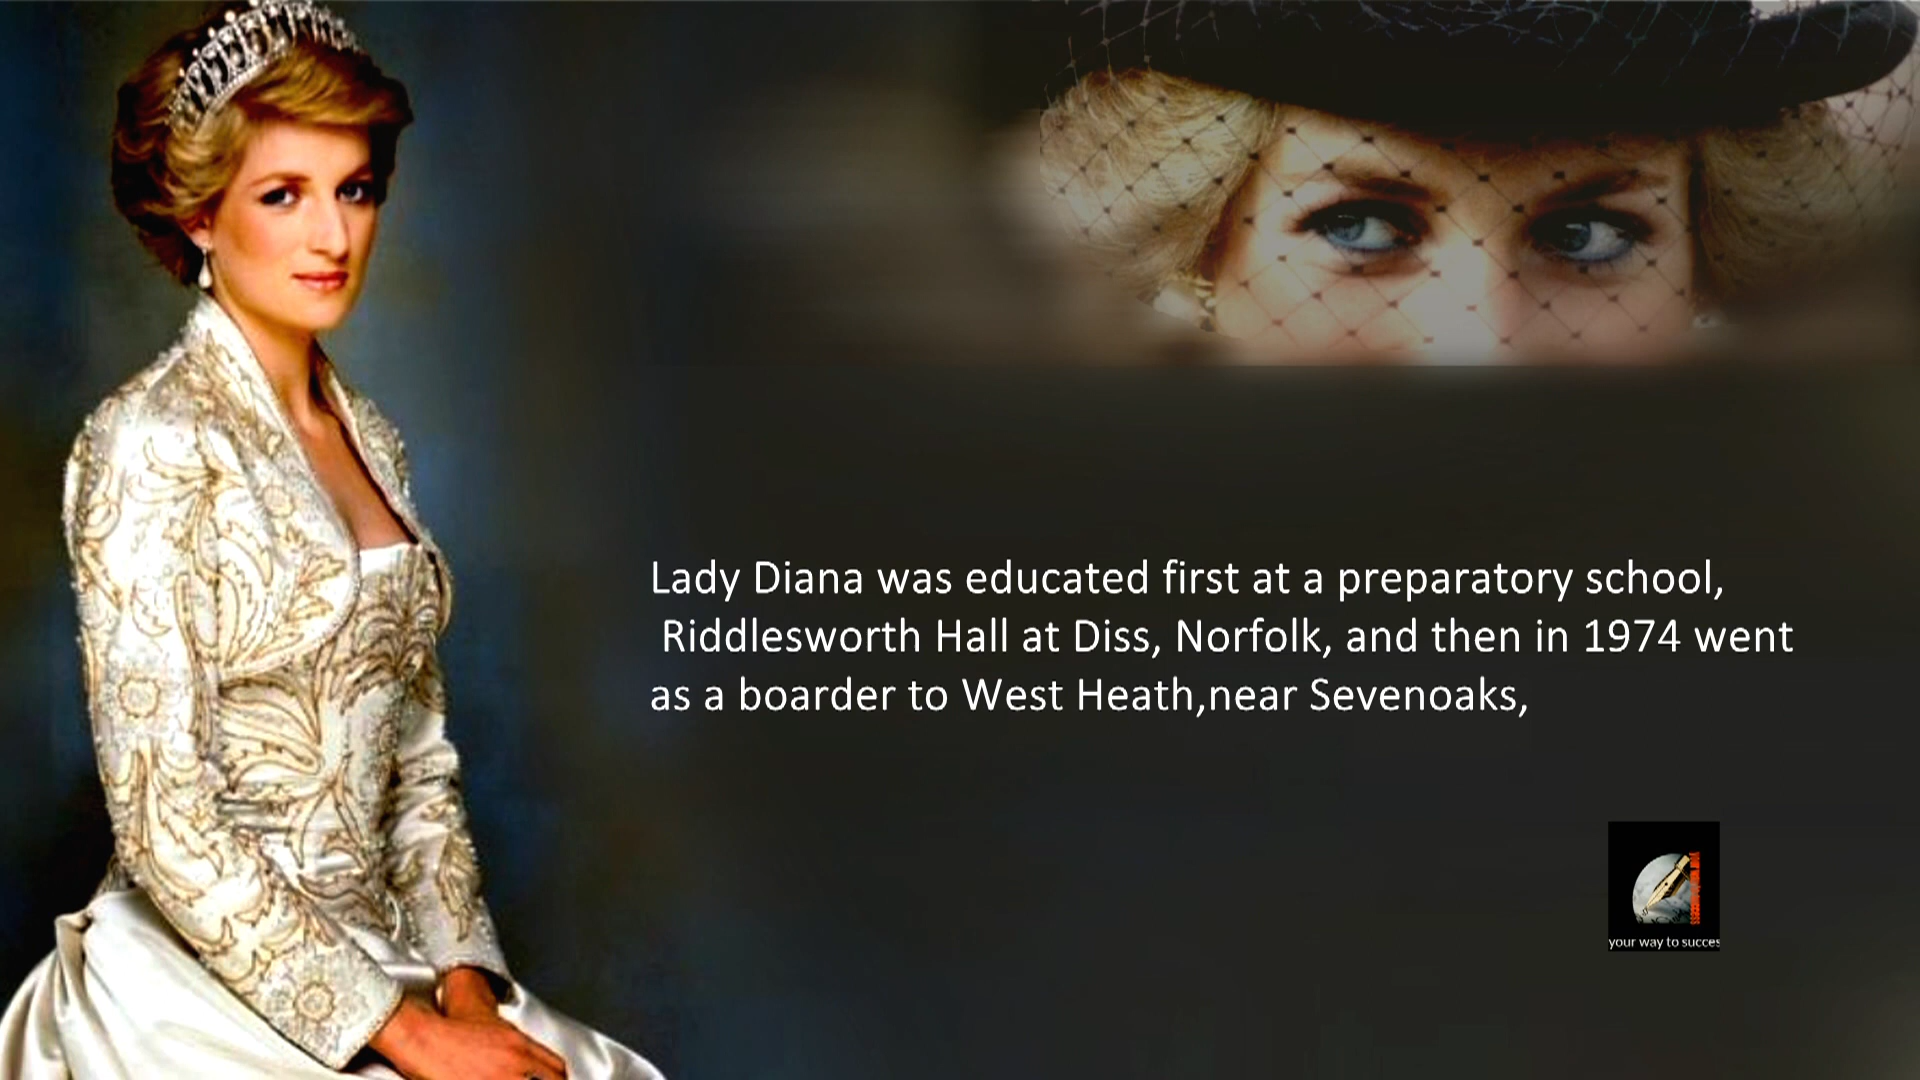 Lady Diana was educated first at a preparatory school,
Riddlesworth Hall at Diss, Norfolk, and then in 1974 went
as a boarder to West Heath,near Sevenoaks,
your way to succes